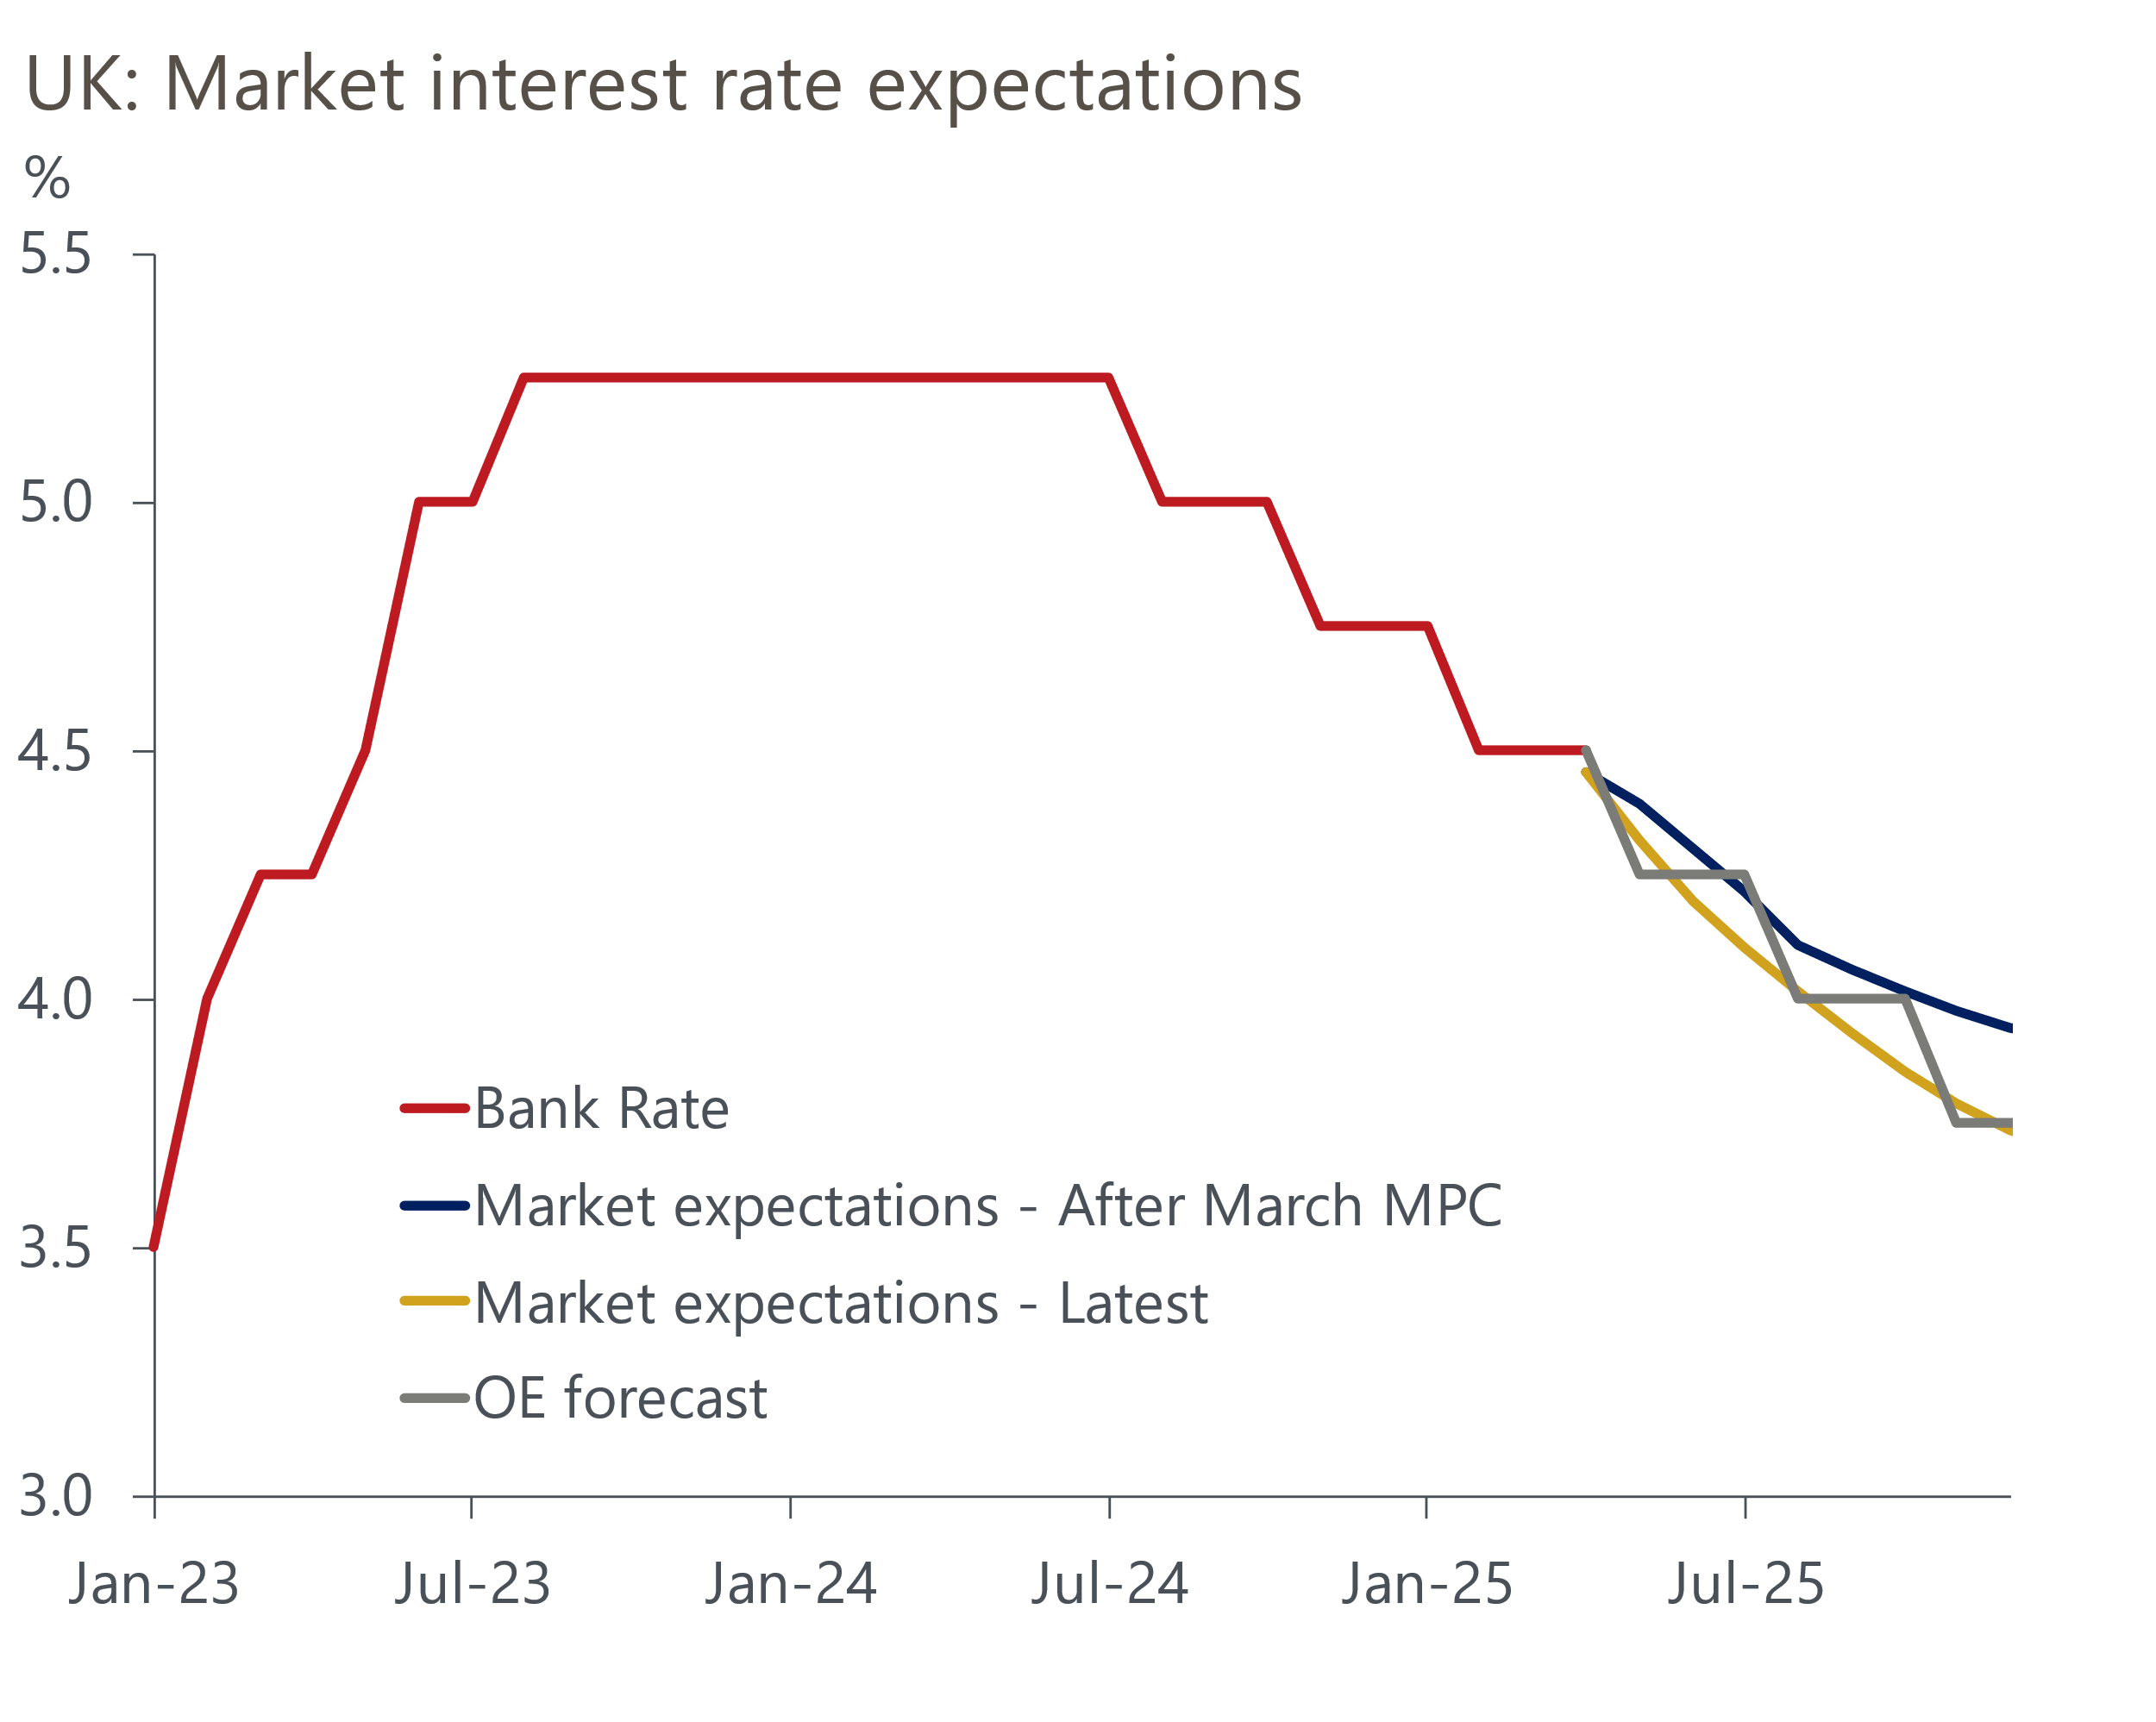 UK: Market interest rate expectations
%
5.5
5.0
4.5
4.0
3.5
3.0
Bank Rate
Market expectations - After March MPC
Market expectations - Latest
OE forecast
Jan-23 Jul-23 Jan-24 Jul-24 Jan-25 Jul-25